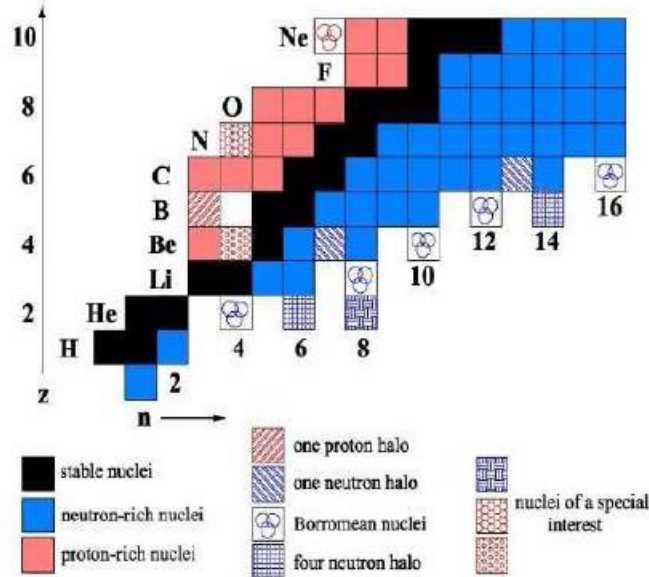 10 Ne
F
8 O
N
6 C
B 16
4 Be 12 14
Li 10
2 He 4 6 8
H
2
z n
stable nuclei
neutron-rich nuclei
proton-rich nuclei
one proton halo
one neutron halo
Borromean nuclei
four neutron halo
nuclei of a special
interest